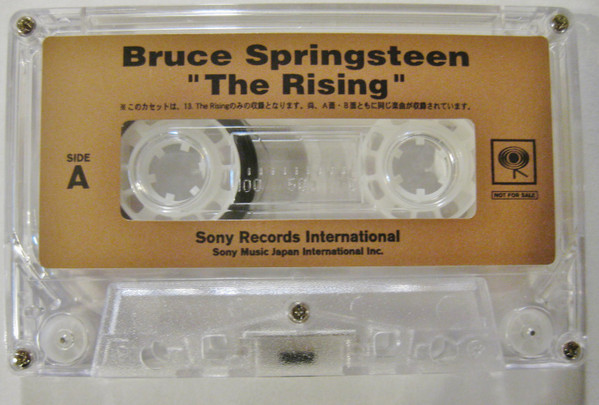 Bruce Springsteen
"The Rising"
※このカセットは、13. The Risingのみの収録となります。尚、A面・B面ともに同じ楽曲が収録されています。
SIDE
A
100 50
NOT FOR SALE
Sony Records International
Sony Music Japan International Inc.